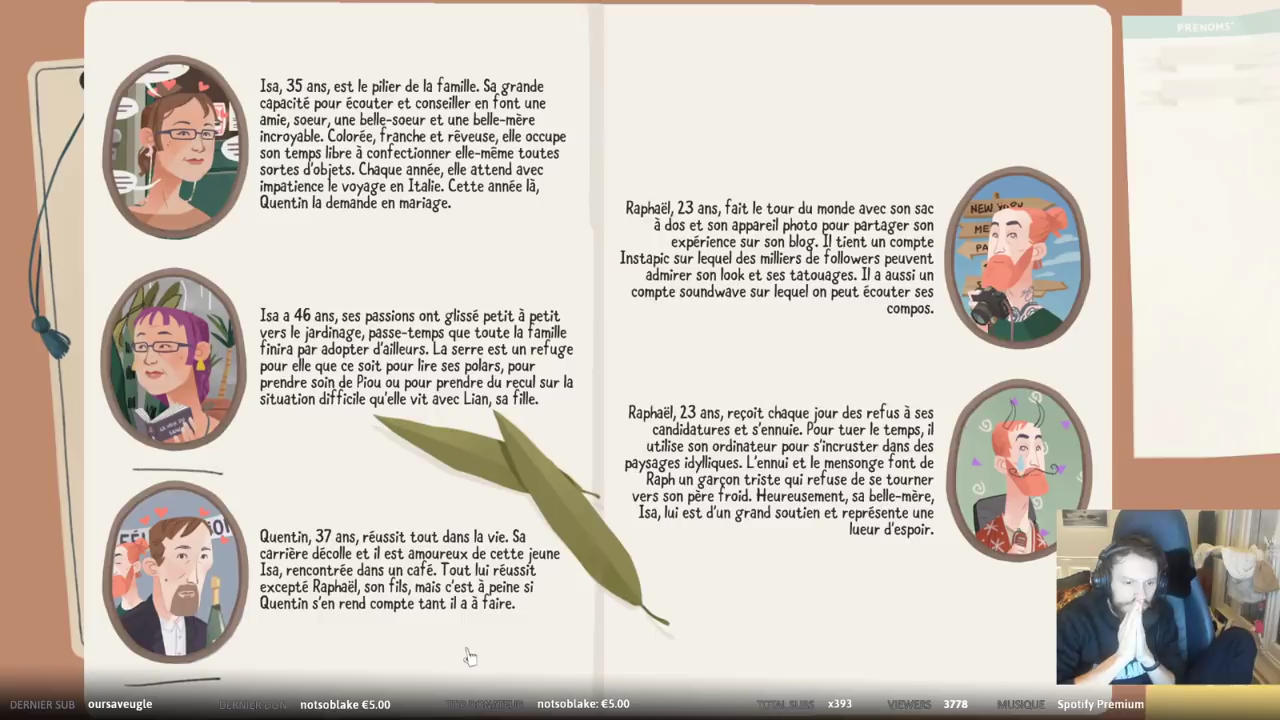 PRENOMS
Isa, 35 ans, est le pilier de la famille. Sa grande
capacité pour écouter et conseiller en font une
amie, soeur, une belle-soeur et une belle-mère
incroyable. Colorée, franche et rêveuse, elle occupe
son temps libre à confectionner elle-même toutes
sortes d'objets. Chaque année, elle attend avec
impatience le voyage en Italie. Cette année là,
Quentin la demande en mariage.
Isa a 46 ans, ses passions ont glissé petit à petit
vers le jardinage, passe-temps que toute la famille
finira par adopter d'ailleurs. La serre est un refuge
pour elle que ce soit pour lire ses polars, pour
prendre soin de Piou ou pour prendre du recul sur la
situation difficile qu'elle vit avec Lian, sa fille.
Quentin, 37 ans, réussit tout dans la vie. Sa
carrière décolle et il est amoureux de cette jeune
Isa, rencontrée dans un café. Tout lui réussit
excepté Raphaël, son fils, mais c'est à peine si
Quentin s'en rend compte tant il a à faire.
Raphaël, 23 ans, fait le tour du monde avec son sac
à dos et son appareil photo pour partager son
expérience sur son blog. Il tient un compte
Instapic sur lequel des milliers de followers peuvent
admirer son look et ses tatouages. Il a aussi un
compte soundwave sur lequel on peut écouter ses
compos.
NEW YORK
Raphaël, 23 ans, reçoit chaque jour des refus à ses
candidatures et s'ennuie. Pour tuer le temps, il
utilise son ordinateur pour s'incruster dans des
paysages idylliques. L'ennui et le mensonge font de
Raph un garçon triste qui refuse de se tourner
vers son père froid. Heureusement, sa belle-mère,
Isa, lui est d'un grand soutien et représente une
lueur d'espoir.
DERNIER SUB oursaveugle DERNIER DON notsoblake €5.00 TOP DONATEUR notsoblake: €5.00 TOTAL SUBS x393 VIEWERS 3778 MUSIQUE Spotify Premium